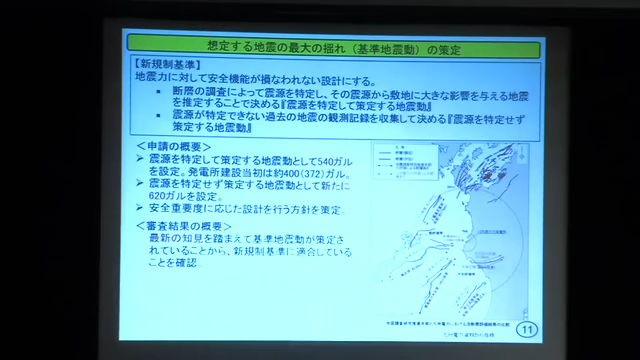 想定する地震の最大の揺れ(基準地震動)の策定
【新規制基準】
地震力に対して安全機能が損なわれない設計にする。
▪ 断層の調査によって震源を特定し、その震源から敷地に大きな影響を与える地震
を推定することで決める『震源を特定して策定する地震動』
▪ 震源が特定できない過去の地震の観測記録を収集して決める『震源を特定せず
策定する地震動』
<申請の概要>
➢ 震源を特定して策定する地震動として540ガル
を設定。発電所建設当初は約400(372)ガル。
➢ 震源を特定せず策定する地震動として新たに
620ガルを設定。
➢ 安全重要度に応じた設計を行う方針を策定。
<審査結果の概要>
最新の知見を踏まえて基準地震動が策定さ
れていることから、新規制基準に適合している
ことを確認。
11